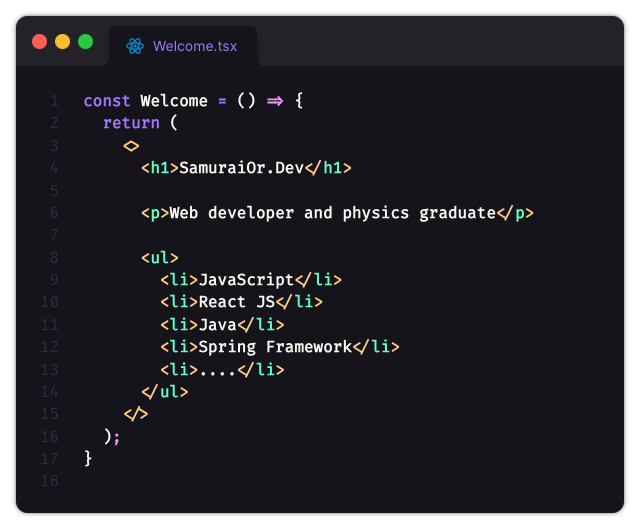 Welcome.tsx
1 const Welcome = () => {
2   return (
3     <>
4       <h1>SamuraiOr.Dev</h1>
5
6       <p>Web developer and physics graduate</p>
7
8       <ul>
9         <li>JavaScript</li>
10         <li>React JS</li>
11         <li>Java</li>
12         <li>Spring Framework</li>
13         <li>....</li>
14       </ul>
15     </>
16   );
17 }
18